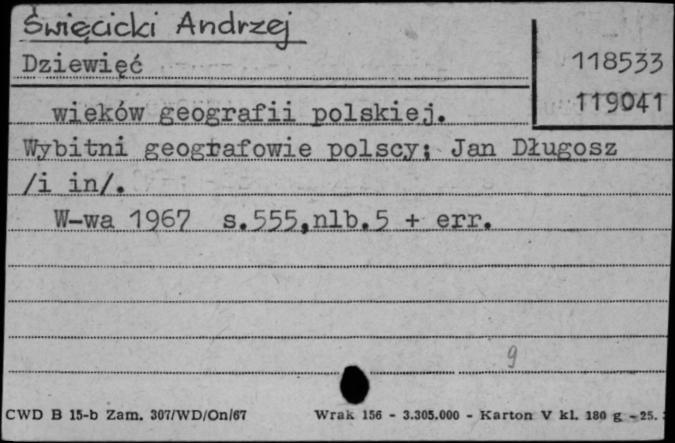 Święcicki Andrzej
Dziewięć
118533
119041
wieków geografii polskiej.
Wybitni geografowie polscy; Jan Długosz
/i in/.
W-wa 1967 s.555,nlb.5 + err.
9
CWD B 15-b Zam. 307/WD/On/67 Wrak 156 - 3.305.000 - Karton V kl. 180 g - 25.